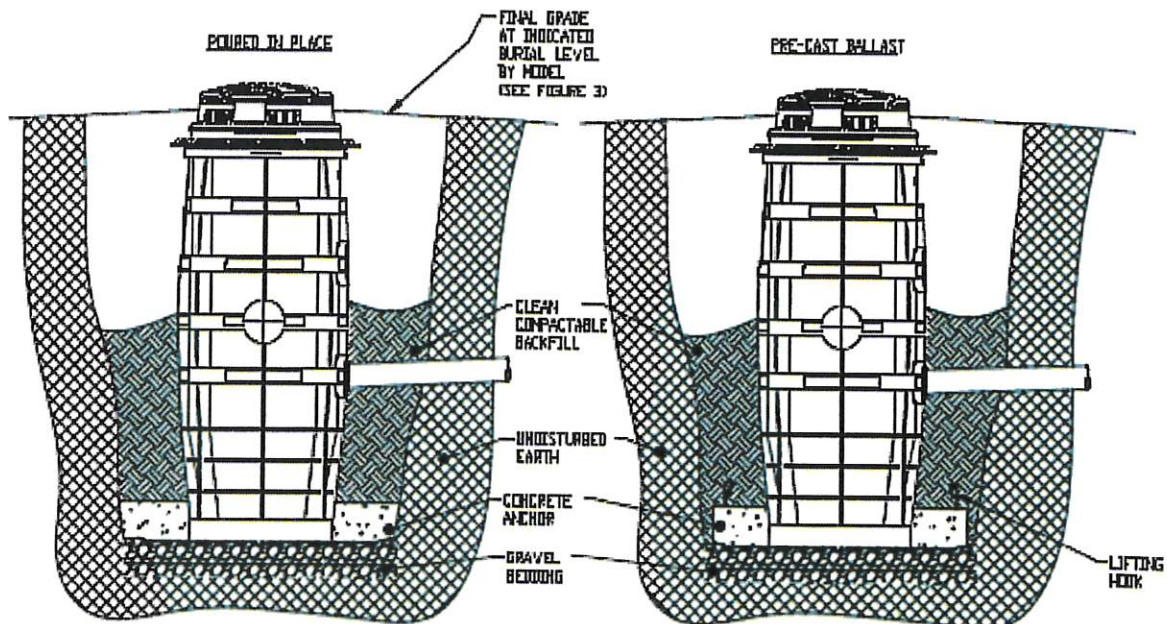 POURED IN PLACE
FINAL GRADE
AT INDICATED
BURIAL LEVEL
BY MODEL
(SEE FIGURE 3)
PRE-CAST BALLAST
CLEAN
COMPACTABLE
BACKFILL
UNDISTURBED
EARTH
CONCRETE
ANCHOR
GRAVEL
BEDDING
LIFTING
HOOK